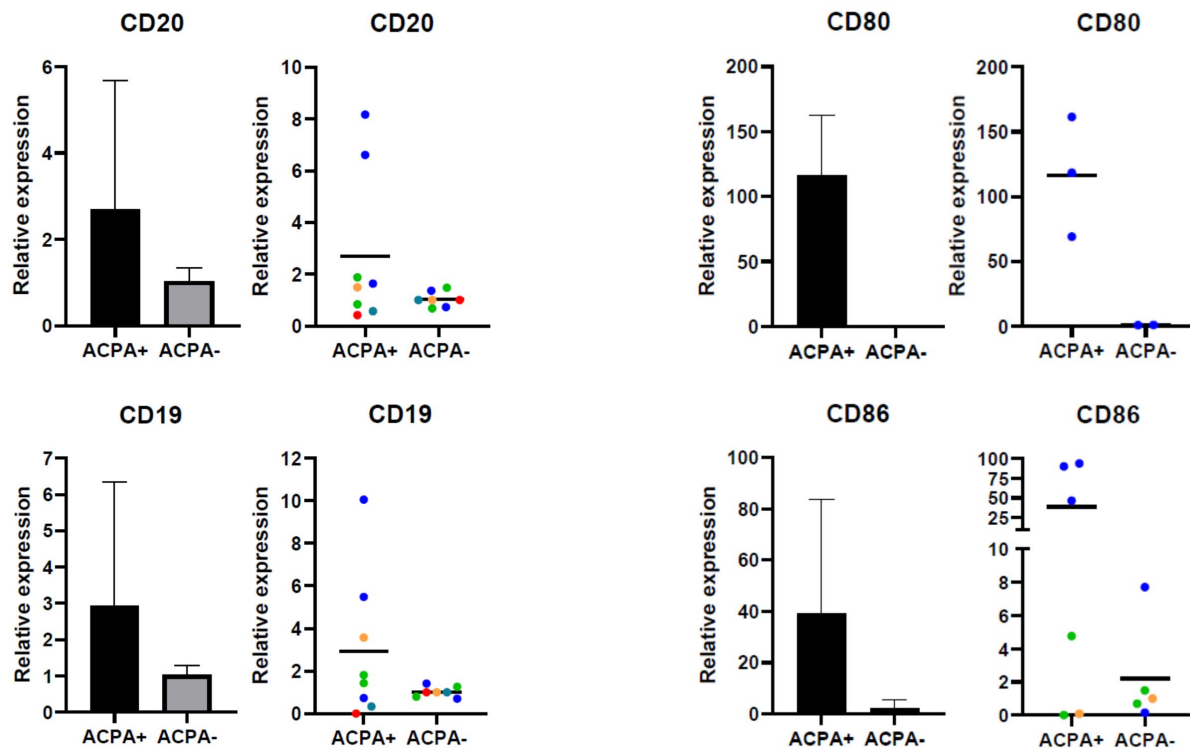 CD20
Relative expression
6
4
2
0
ACPA+ ACPA-
CD20
Relative expression
10
8
6
4
2
0
ACPA+ ACPA-
CD80
Relative expression
200
150
100
50
0
ACPA+ ACPA-
CD80
Relative expression
200
150
100
50
0
ACPA+ ACPA-
CD19
Relative expression
7
6
5
4
3
2
1
0
ACPA+ ACPA-
CD19
Relative expression
12
10
8
6
4
2
0
ACPA+ ACPA-
CD86
Relative expression
100
80
60
40
20
0
ACPA+ ACPA-
CD86
Relative expression
100
75
50
25
10
8
6
4
2
0
ACPA+ ACPA-